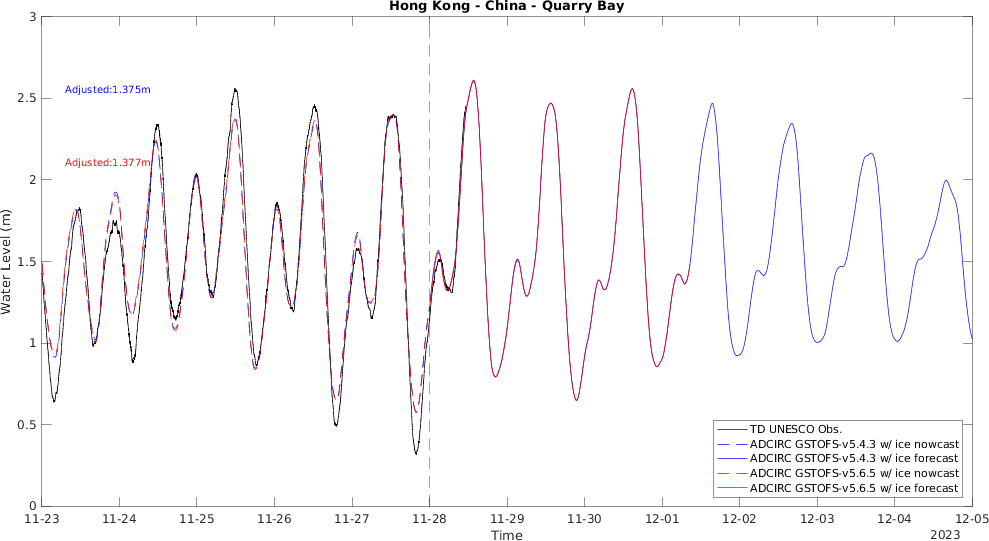 Hong Kong - China - Quarry Bay
Adjusted:1.375m
Adjusted:1.377m
Water Level (m)
3
2.5
2
1.5
1
0.5
0
11-23 11-24 11-25 11-26 11-27 11-28 11-29 11-30 12-01 12-02 12-03 12-04 12-05
Time
2023
TD UNESCO Obs.
ADCIRC GSTOFS-v5.4.3 w/ ice nowcast
ADCIRC GSTOFS-v5.4.3 w/ ice forecast
ADCIRC GSTOFS-v5.6.5 w/ ice nowcast
ADCIRC GSTOFS-v5.6.5 w/ ice forecast